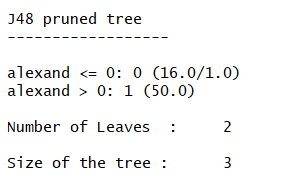 J48 pruned tree
------------------
alexand <= 0: 0 (16.0/1.0)
alexand > 0: 1 (50.0)
Number of Leaves  :      2
Size of the tree :      3